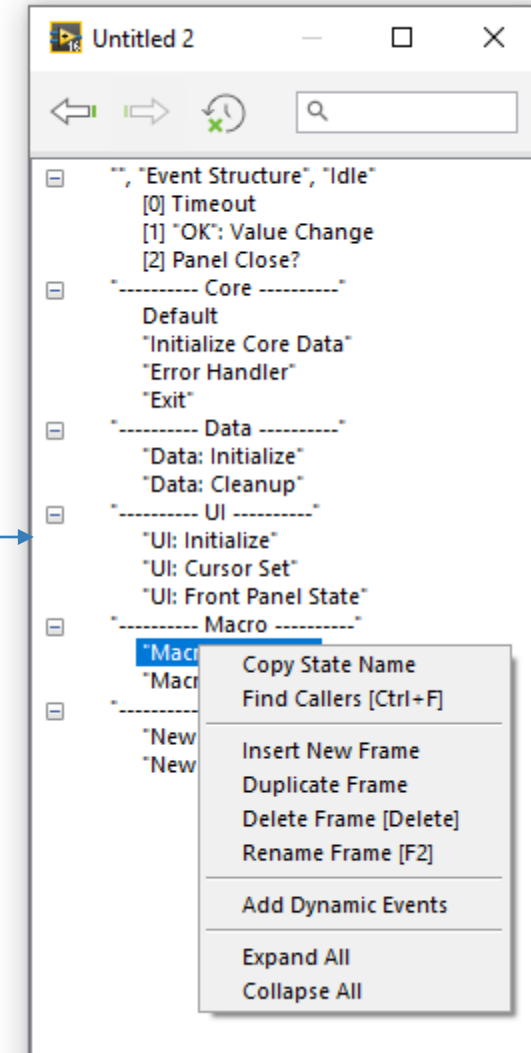 Untitled 2
"", "Event Structure", "Idle"
[0] Timeout
[1] "OK": Value Change
[2] Panel Close?
"---------- Core ----------"
Default
"Initialize Core Data"
"Error Handler"
"Exit"
"---------- Data ----------"
"Data: Initialize"
"Data: Cleanup"
"---------- UI ----------"
"UI: Initialize"
"UI: Cursor Set"
"UI: Front Panel State"
"---------- Macro ----------"
"Macr
"Macr
"----------
"New
"New
Copy State Name
Find Callers [Ctrl+F]
Insert New Frame
Duplicate Frame
Delete Frame [Delete]
Rename Frame [F2]
Add Dynamic Events
Expand All
Collapse All